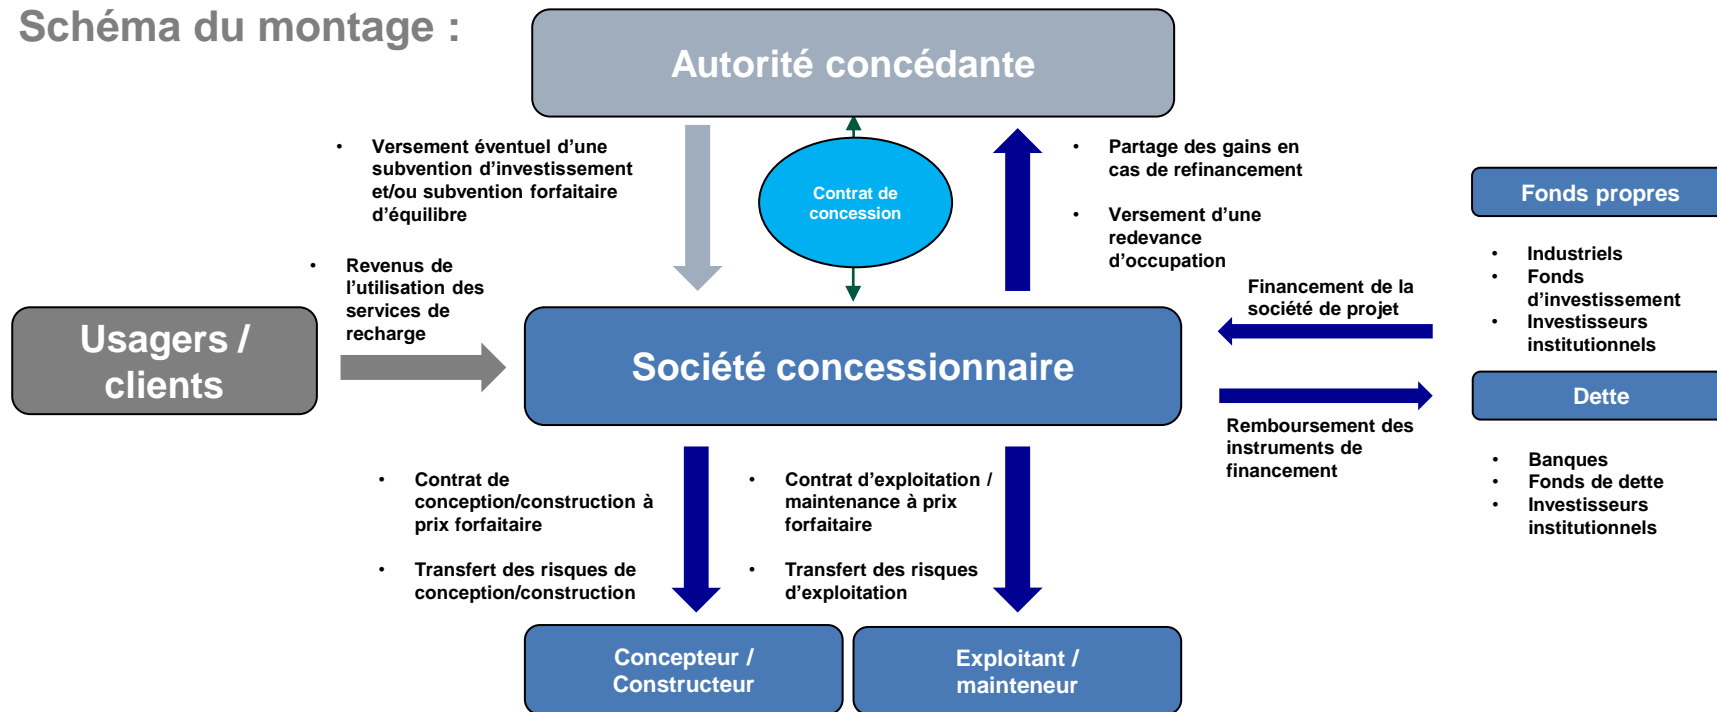 Schéma du montage :
Autorité concédante
• Versement éventuel d’une
subvention d’investissement
et/ou subvention forfaitaire
d’équilibre
Contrat de
concession
• Partage des gains en
cas de refinancement
• Versement d’une
redevance
d’occupation
Fonds propres
• Industriels
• Fonds
d’investissement
• Investisseurs
institutionnels
• Revenus de
l’utilisation des
services de
recharge
Financement de la
société de projet
Usagers /
clients
Société concessionnaire
Dette
Remboursement des
instruments de
financement
• Banques
• Fonds de dette
• Investisseurs
institutionnels
• Contrat de
conception/construction à
prix forfaitaire
• Transfert des risques de
conception/construction
• Contrat d’exploitation /
maintenance à prix
forfaitaire
• Transfert des risques
d’exploitation
Concepteur /
Constructeur
Exploitant /
mainteneur